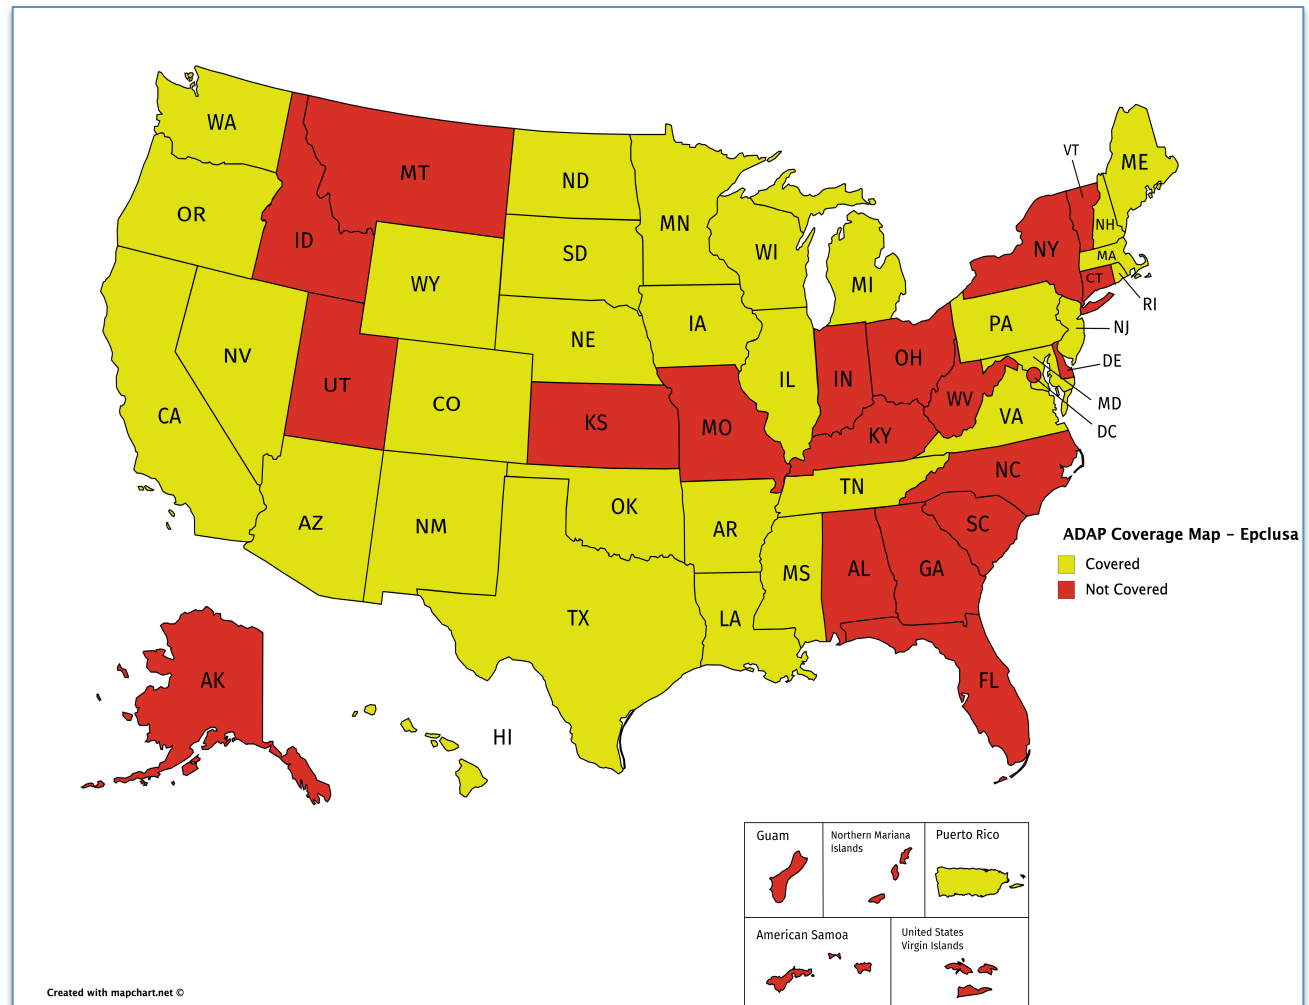 WA
MT
ME
VT
ND
OR
MN
NH
ID
NY
SD
WI
MA
WY
CT
MI
RI
IA
PA
NJ
NE
NV
OH
DE
IL
IN
UT
CO
WV
MD
CA
VA
KS
MO
DC
KY
NC
TN
OK
AZ
NM
SC
AR
ADAP Coverage Map – Epclusa
Covered
MS
AL
GA
Not Covered
TX
LA
AK
FL
HI
Guam
Northern Mariana
Islands
Puerto Rico
American Samoa
United States
Virgin Islands
Created with mapchart.net ©